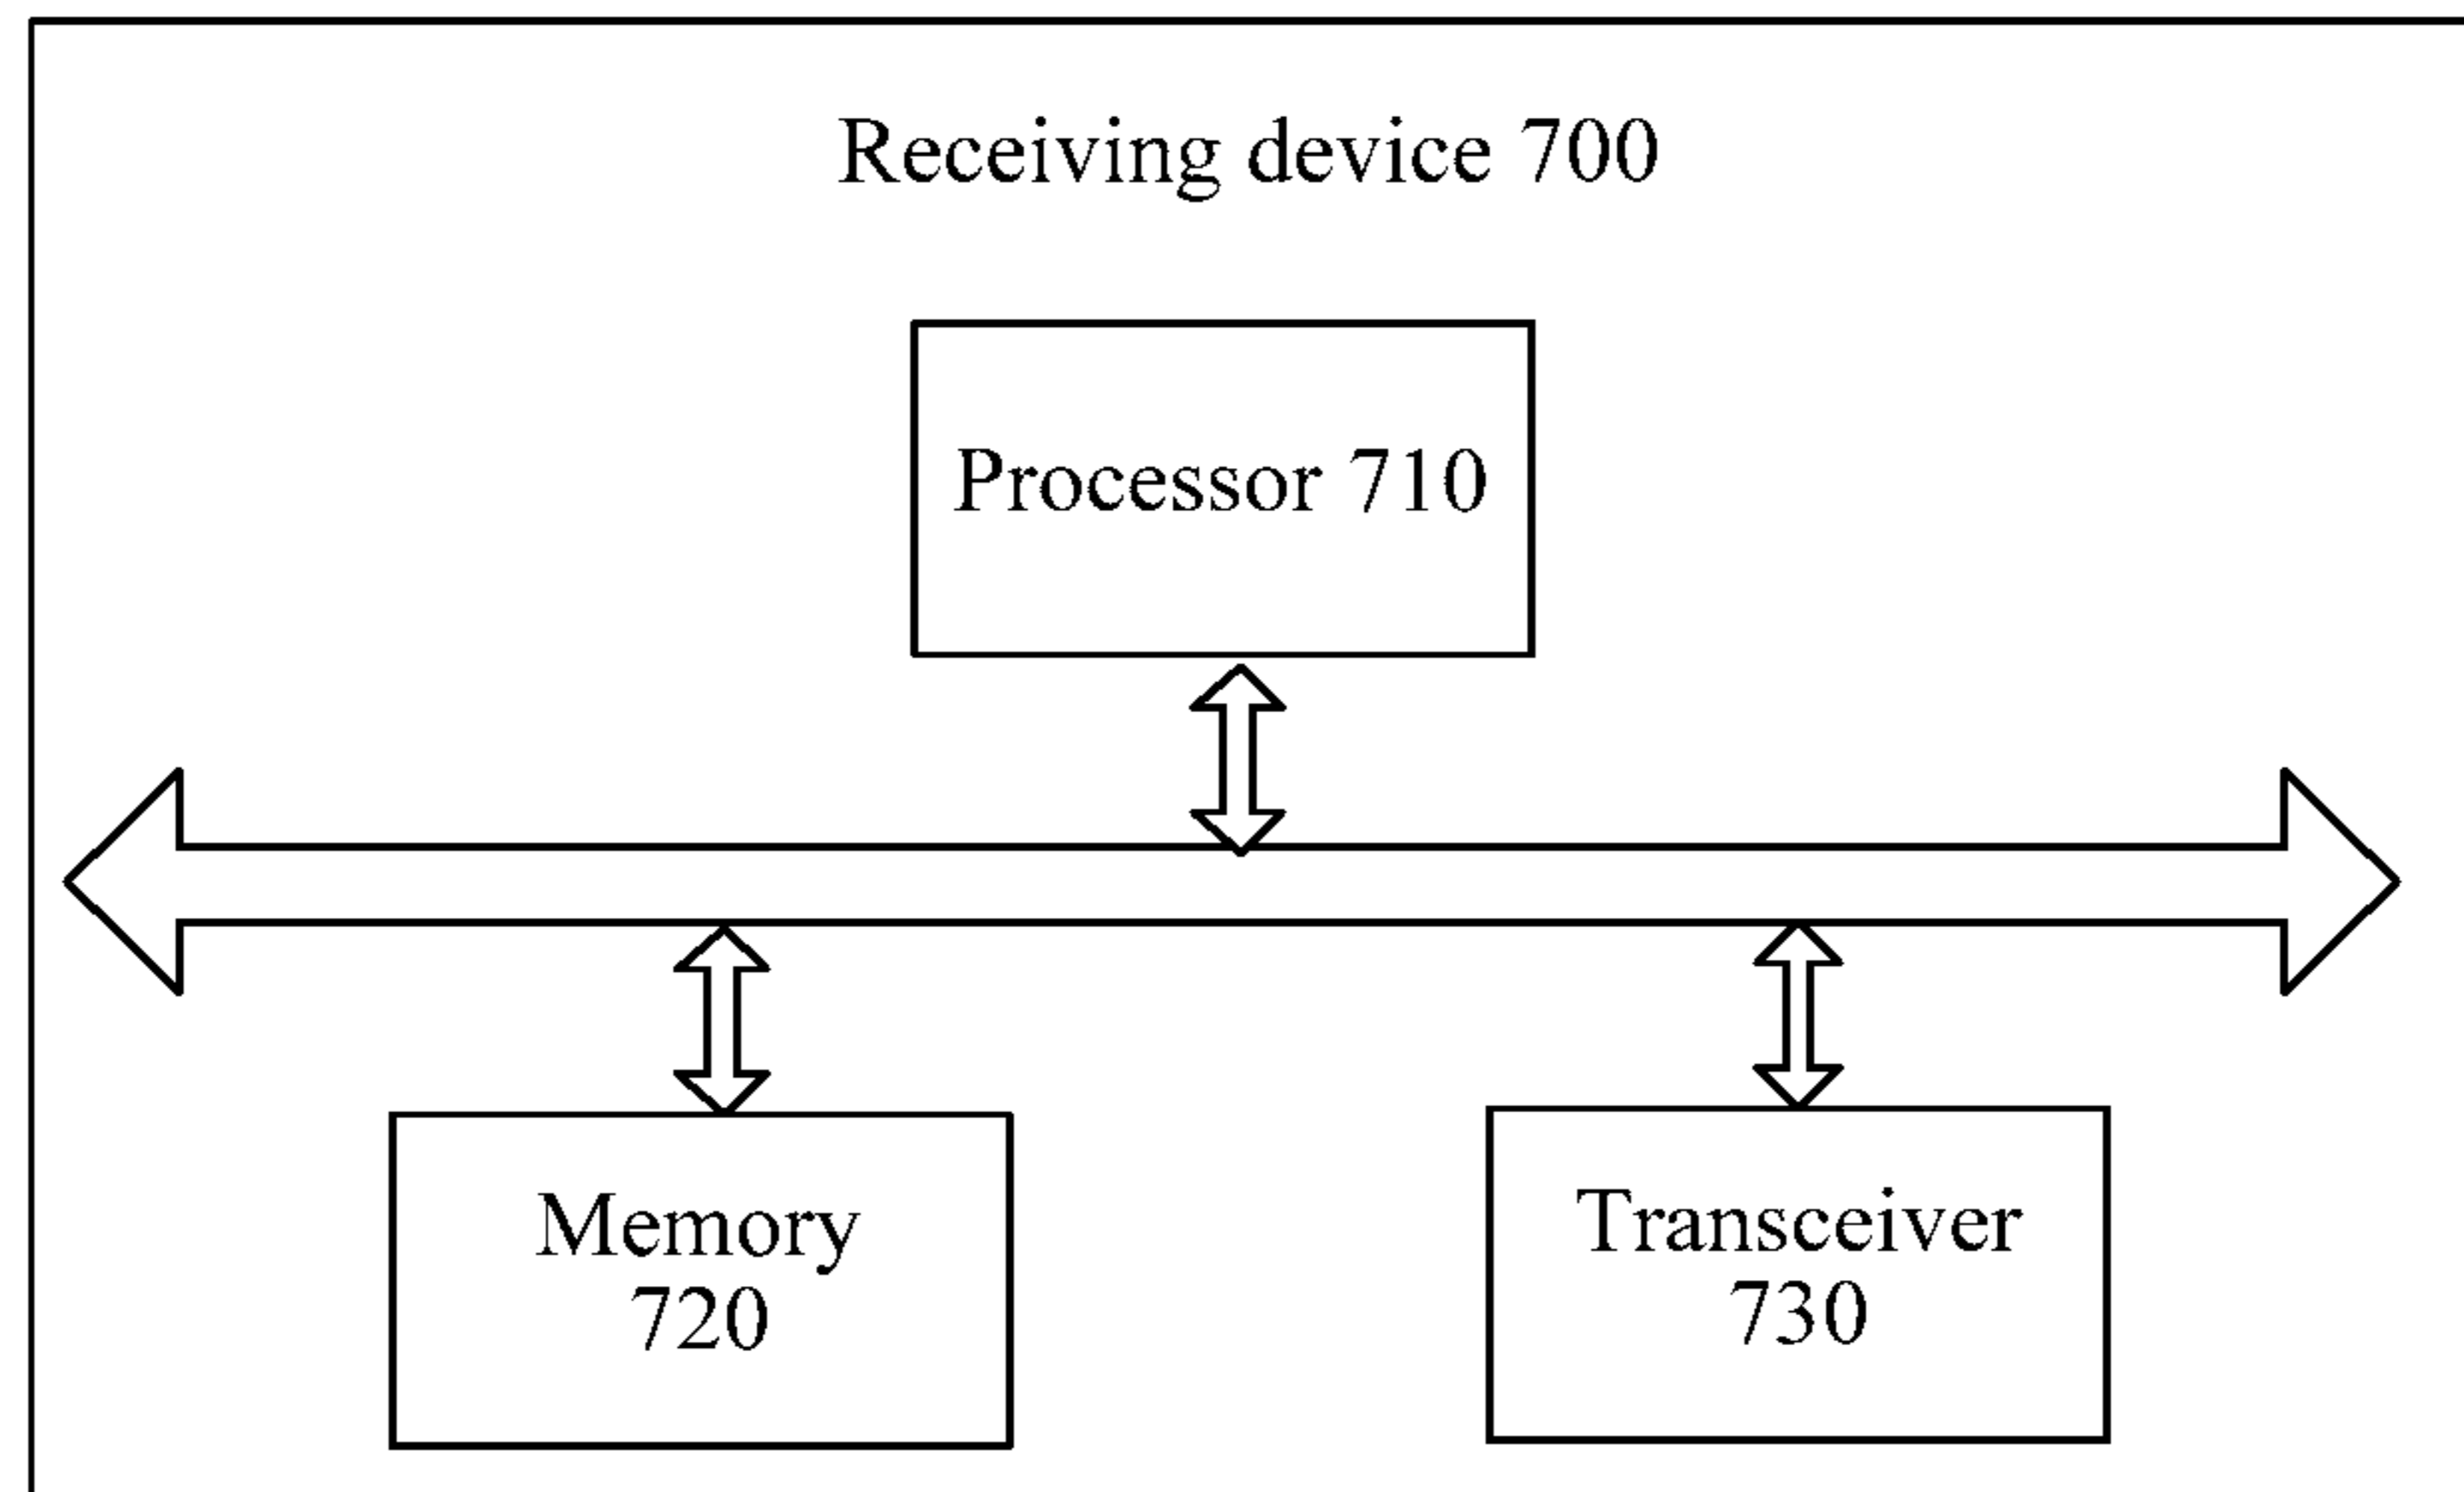 Receiving device 700
Processor 710
Memory
720
Transceiver
730